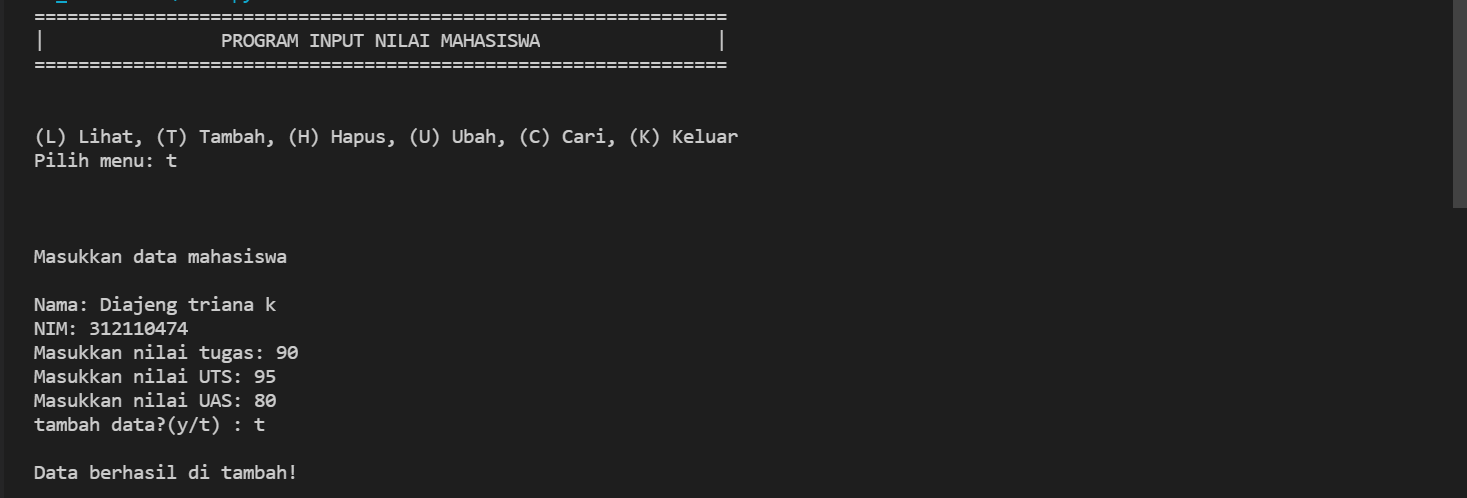 ===============================================================
|                PROGRAM INPUT NILAI MAHASISWA                |
===============================================================
(L) Lihat, (T) Tambah, (H) Hapus, (U) Ubah, (C) Cari, (K) Keluar
Pilih menu: t
Masukkan data mahasiswa
Nama: Diajeng triana k
NIM: 312110474
Masukkan nilai tugas: 90
Masukkan nilai UTS: 95
Masukkan nilai UAS: 80
tambah data?(y/t) : t
Data berhasil di tambah!